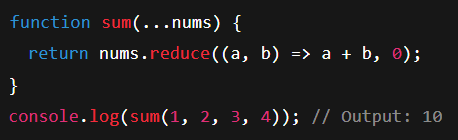 function sum(...nums) {
  return nums.reduce((a, b) => a + b, 0);
}
console.log(sum(1, 2, 3, 4)); // Output: 10